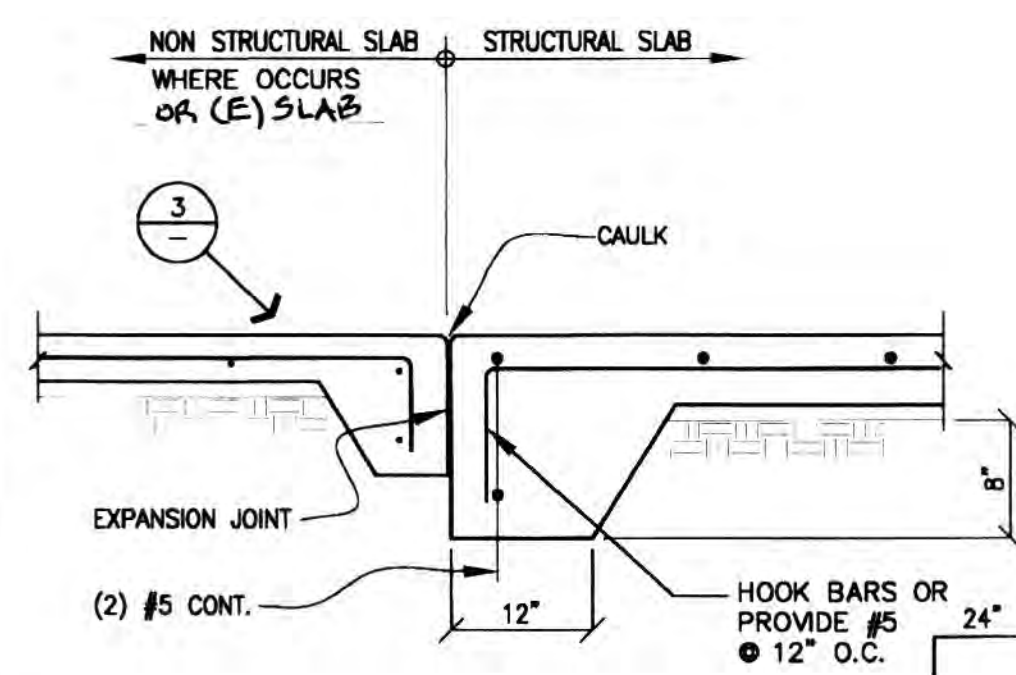 NON STRUCTURAL SLAB
WHERE OCCURS
OR (E) SLAB
STRUCTURAL SLAB
3
—
CAULK
EXPANSION JOINT
(2) #5 CONT.
12"
8"
HOOK BARS OR
PROVIDE #5
@ 12" O.C.
24"